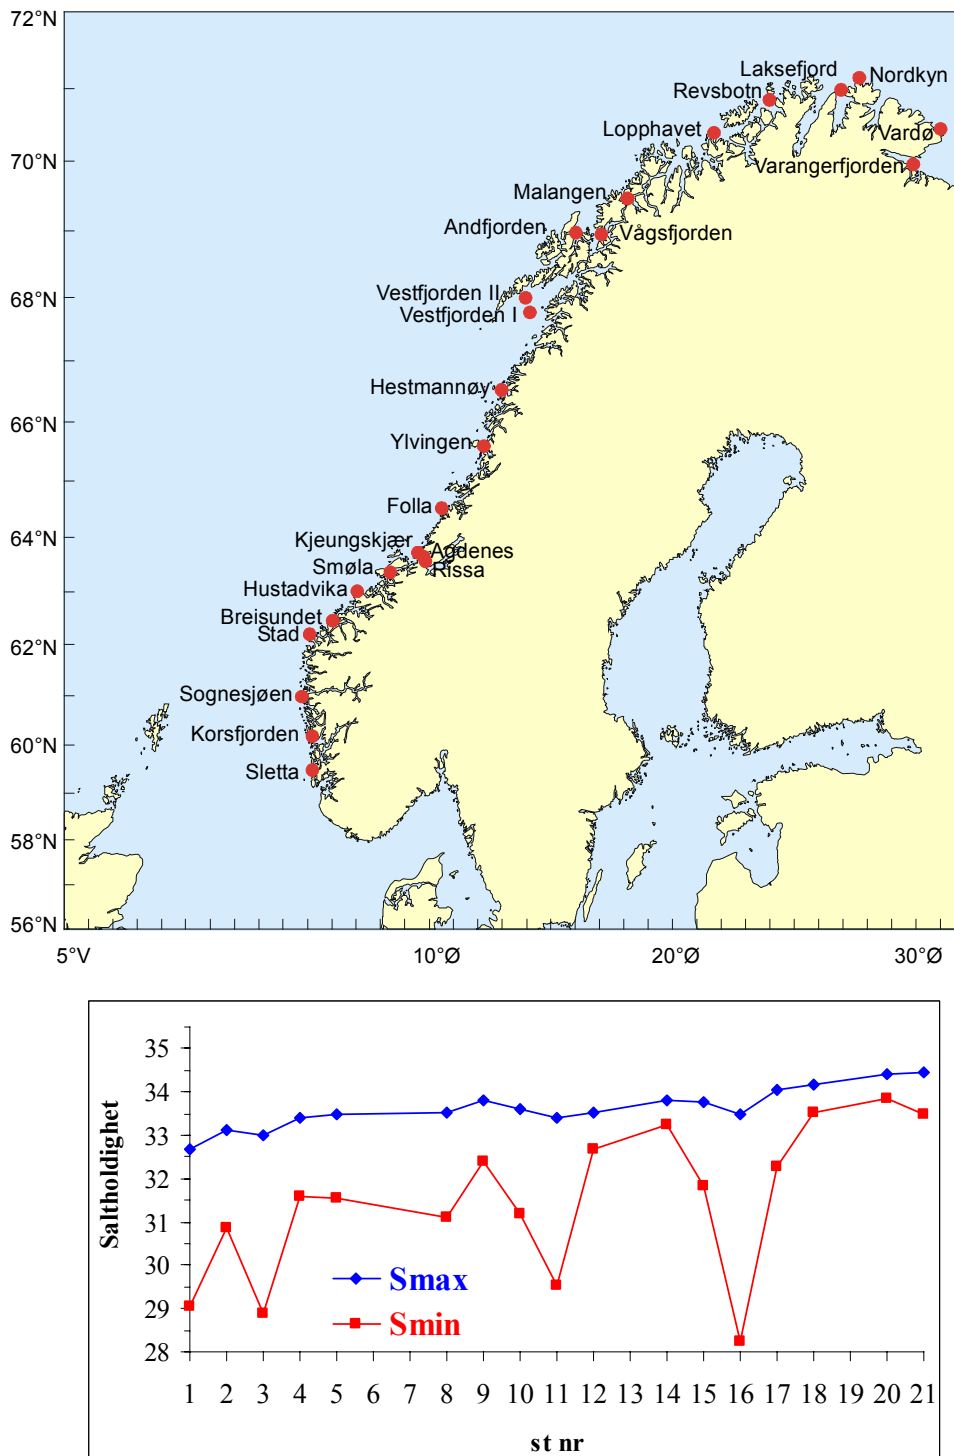 72°N
Laksefjord
Nordkyn
Revsbotn
Lopphavet
Vardø
70°N
Varangerfjorden
Malangen
Andfjorden
Vågsfjorden
68°N
Vestfjorden II
Vestfjorden I
Hestmannøy
66°N
Ylvingen
Folla
64°N
Kjeungskjær
Agdenes
Smøla
Rissa
Hustadvika
Breisundet
Stad
62°N
Sognesjøen
Korsfjorden
60°N
Sletta
58°N
56°N
5°V 10°Ø 20°Ø 30°Ø
35
34
33
32
31
30
29
28
Saltholdighet
Smax
Smin
1 2 3 4 5 6 7 8 9 10 11 12 13 14 15 16 17 18 19 20 21
st nr